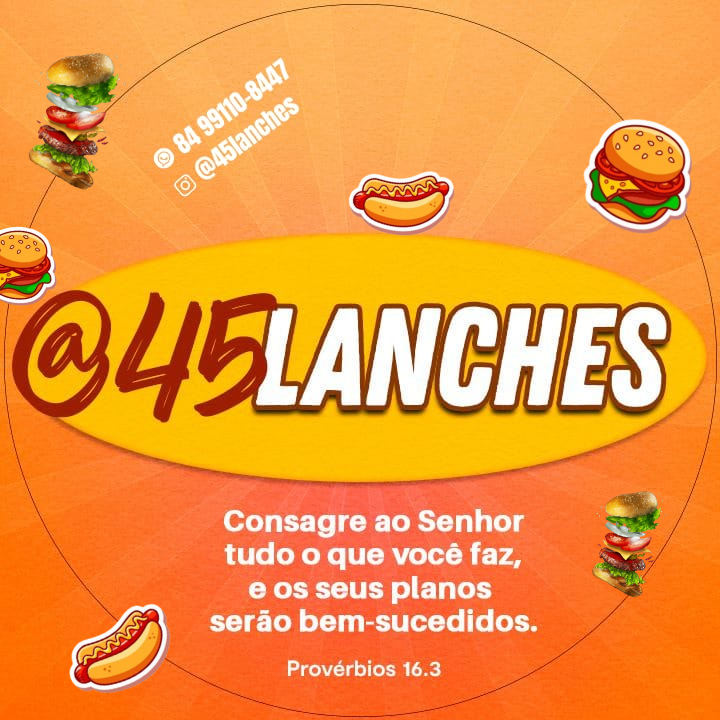 84 99110-8447
@45lanches
@45LANCHES
Consagre ao Senhor
tudo o que você faz,
e os seus planos
serão bem-sucedidos.
Provérbios 16.3